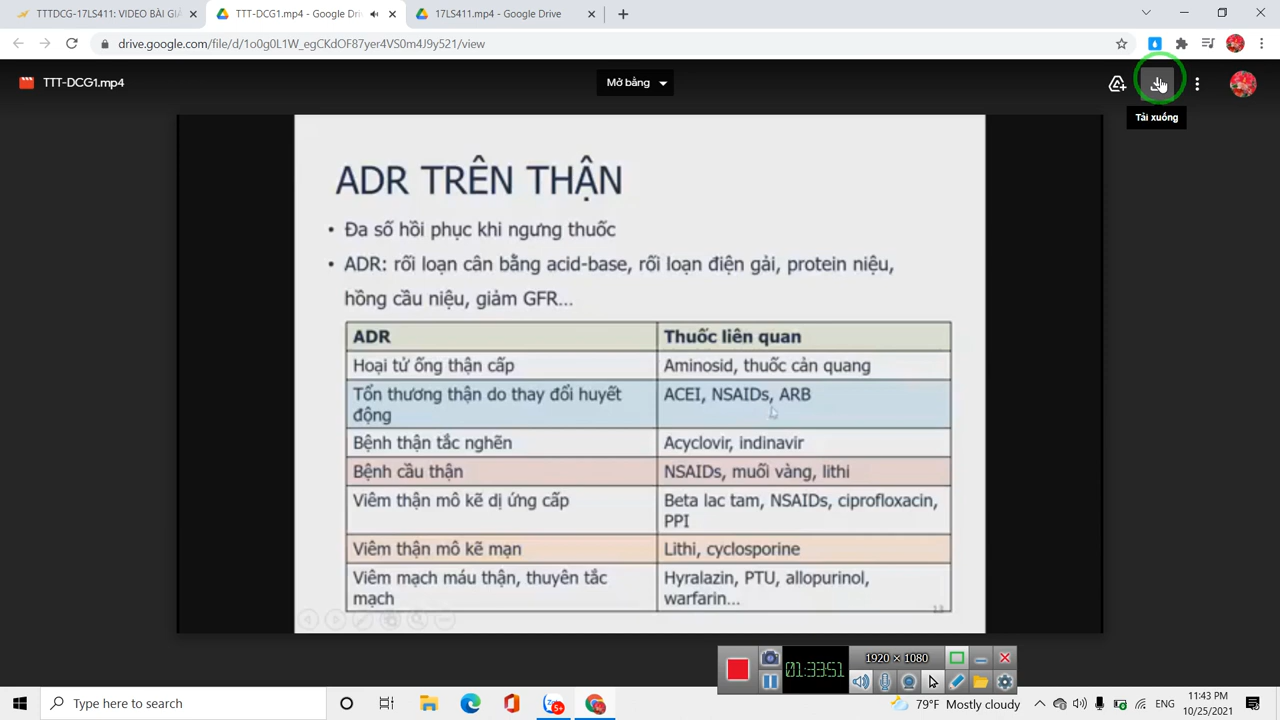 TTTDCG-17LS411: VIDEO BÀI GIẢ
TTT-DCG1.mp4 - Google Drive
17LS411.mp4 - Google Drive
drive.google.com/file/d/1o0g0L1W_egCKdOF87yer4VS0m4J9y521/view
TTT-DCG1.mp4
Mở bằng
Tải xuống
ADR TRÊN THẬN
• Đa số hồi phục khi ngưng thuốc
• ADR: rối loạn cân bằng acid-base, rối loạn điện gải, protein niệu,
hồng cầu niệu, giảm GFR...
ADR Thuốc liên quan
Hoại tử ống thận cấp Aminosid, thuốc cản quang
Tổn thương thận do thay đổi huyết động ACEI, NSAIDs, ARB
Bệnh thận tắc nghẽn Acyclovir, indinavir
Bệnh cầu thận NSAIDs, muối vàng, lithi
Viêm thận mô kẽ dị ứng cấp Beta lac tam, NSAIDs, ciprofloxacin,
PPI
Viêm thận mô kẽ mạn Lithi, cyclosporine
Viêm mạch máu thận, thuyên tắc mạch Hyralazin, PTU, allopurinol,
warfarin...
13
1920 × 1080
01:33:51
Type here to search
79°F Mostly cloudy
ENG
11:43 PM
10/25/2021